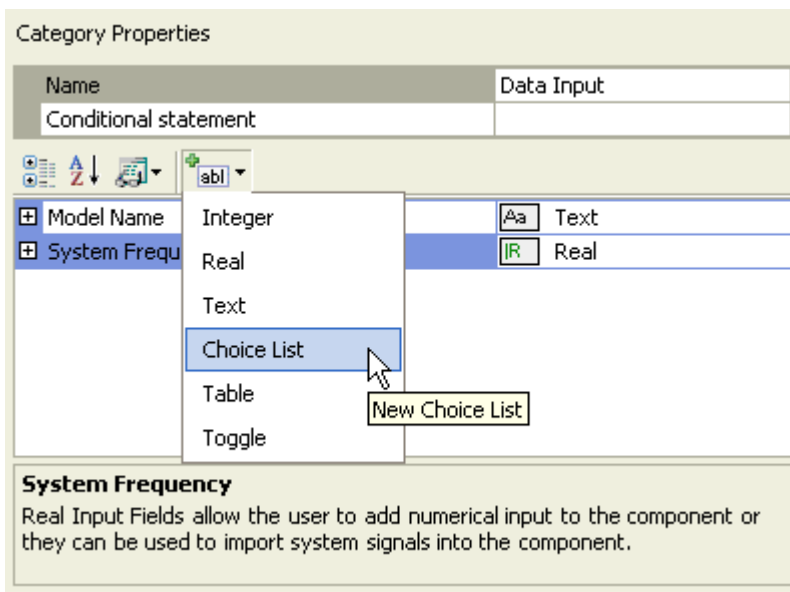 Category Properties
Name Data Input
Conditional statement
A Z abl
Model Name Aa Text
System Frequ |R Real
Integer
Real
Text
Choice List
Table
New Choice List
Toggle
System Frequency
Real Input Fields allow the user to add numerical input to the component or
they can be used to import system signals into the component.